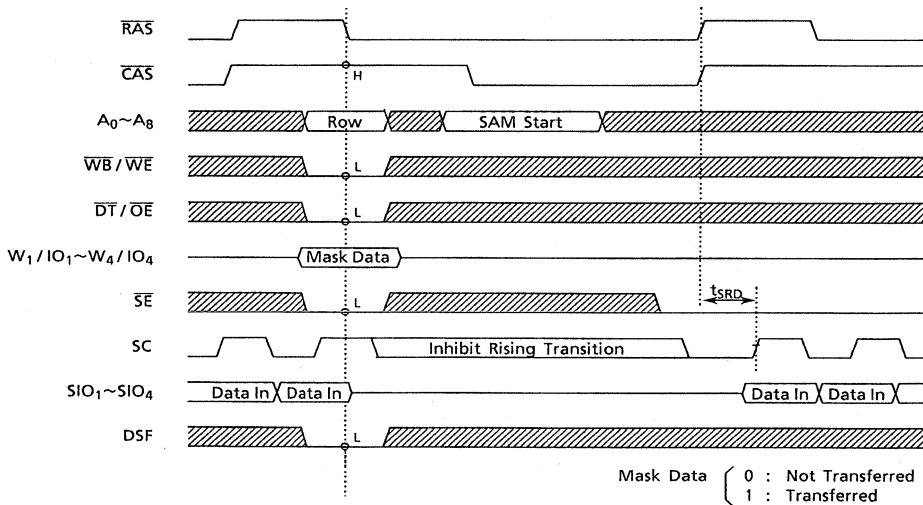 RAS
CAS H
A0~A8 Row SAM Start
WB / WE L
DT / OE L
W1 / IO1~W4 / IO4 Mask Data
SE L tSRD
SC Inhibit Rising Transition
SIO1~SIO4 Data In Data In Data In Data In
DSF L
Mask Data 0 : Not Transferred
1 : Transferred